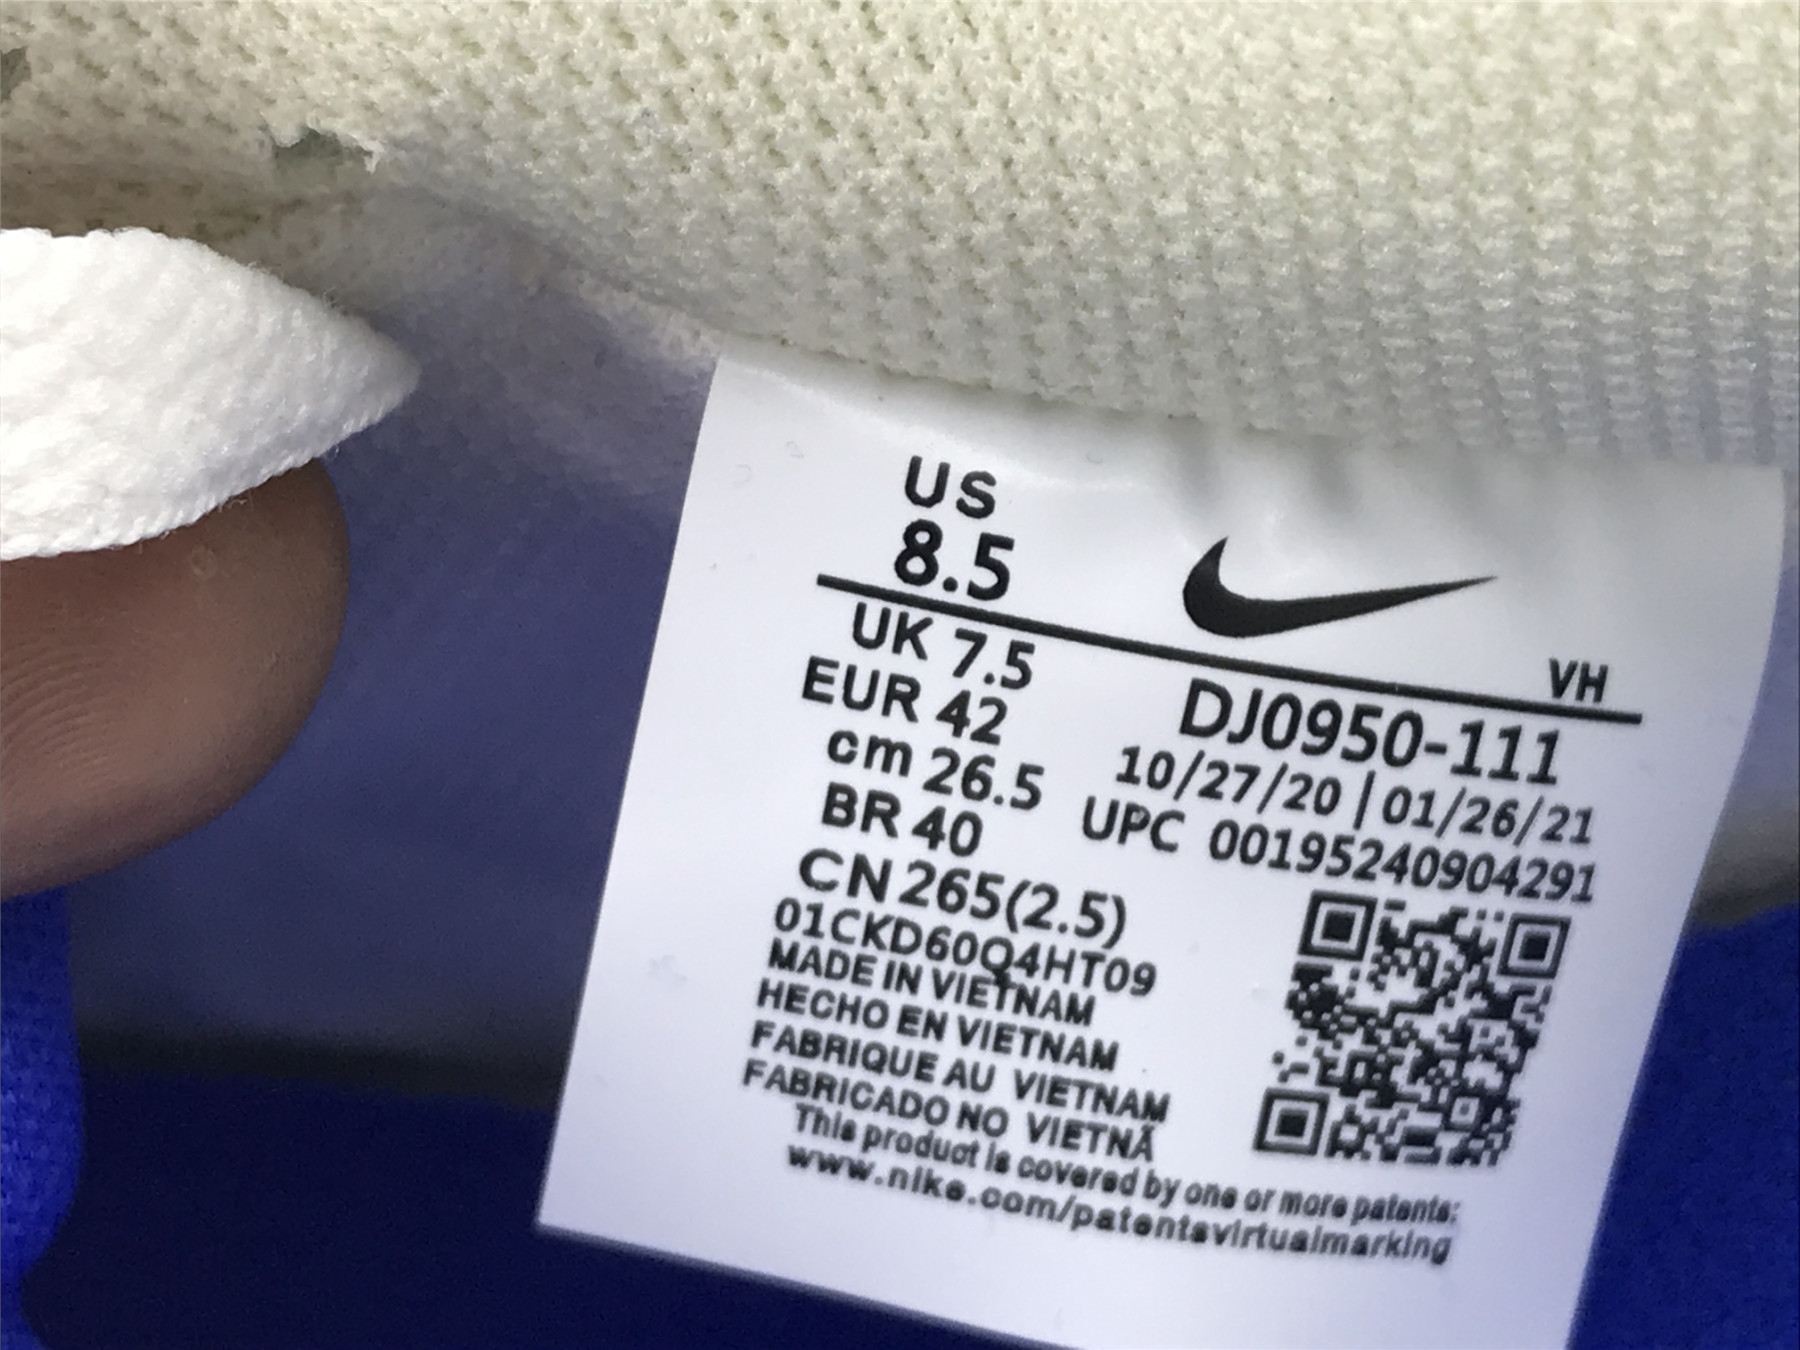 US
8.5
VH
UK 7.5
EUR 42
cm 26.5
BR 40
CN 265(2.5)
DJ0950-111
10/27/20 | 01/26/21
UPC 00195240904291
01CKD60Q4HT09
MADE IN VIETNAM
HECHO EN VIETNAM
FABRIQUE AU VIETNAM
FABRICADO NO VIETNÃ
This product is covered by one or more patents:
www.nike.com/patentsvirtualmarking